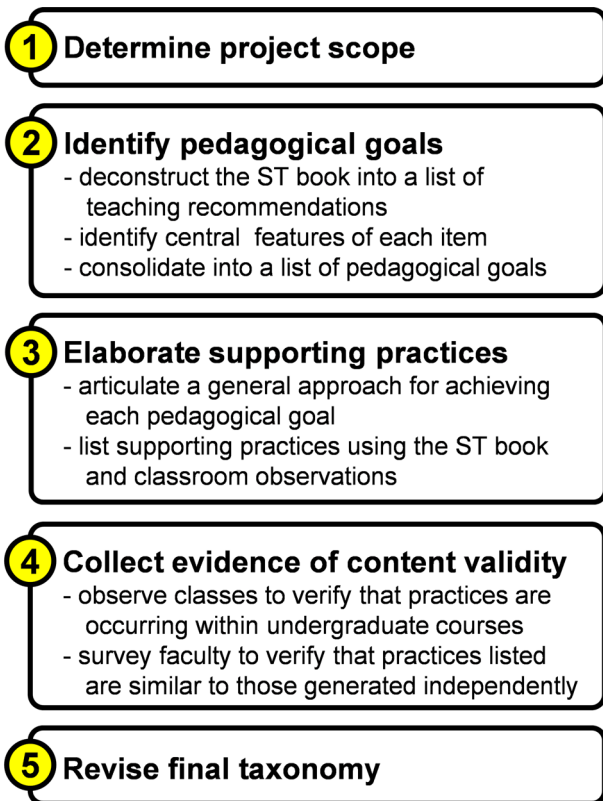 1 Determine project scope
2 Identify pedagogical goals
- deconstruct the ST book into a list of
teaching recommendations
- identify central features of each item
- consolidate into a list of pedagogical goals
3 Elaborate supporting practices
- articulate a general approach for achieving
each pedagogical goal
- list supporting practices using the ST book
and classroom observations
4 Collect evidence of content validity
- observe classes to verify that practices are
occurring within undergraduate courses
- survey faculty to verify that practices listed
are similar to those generated independently
5 Revise final taxonomy